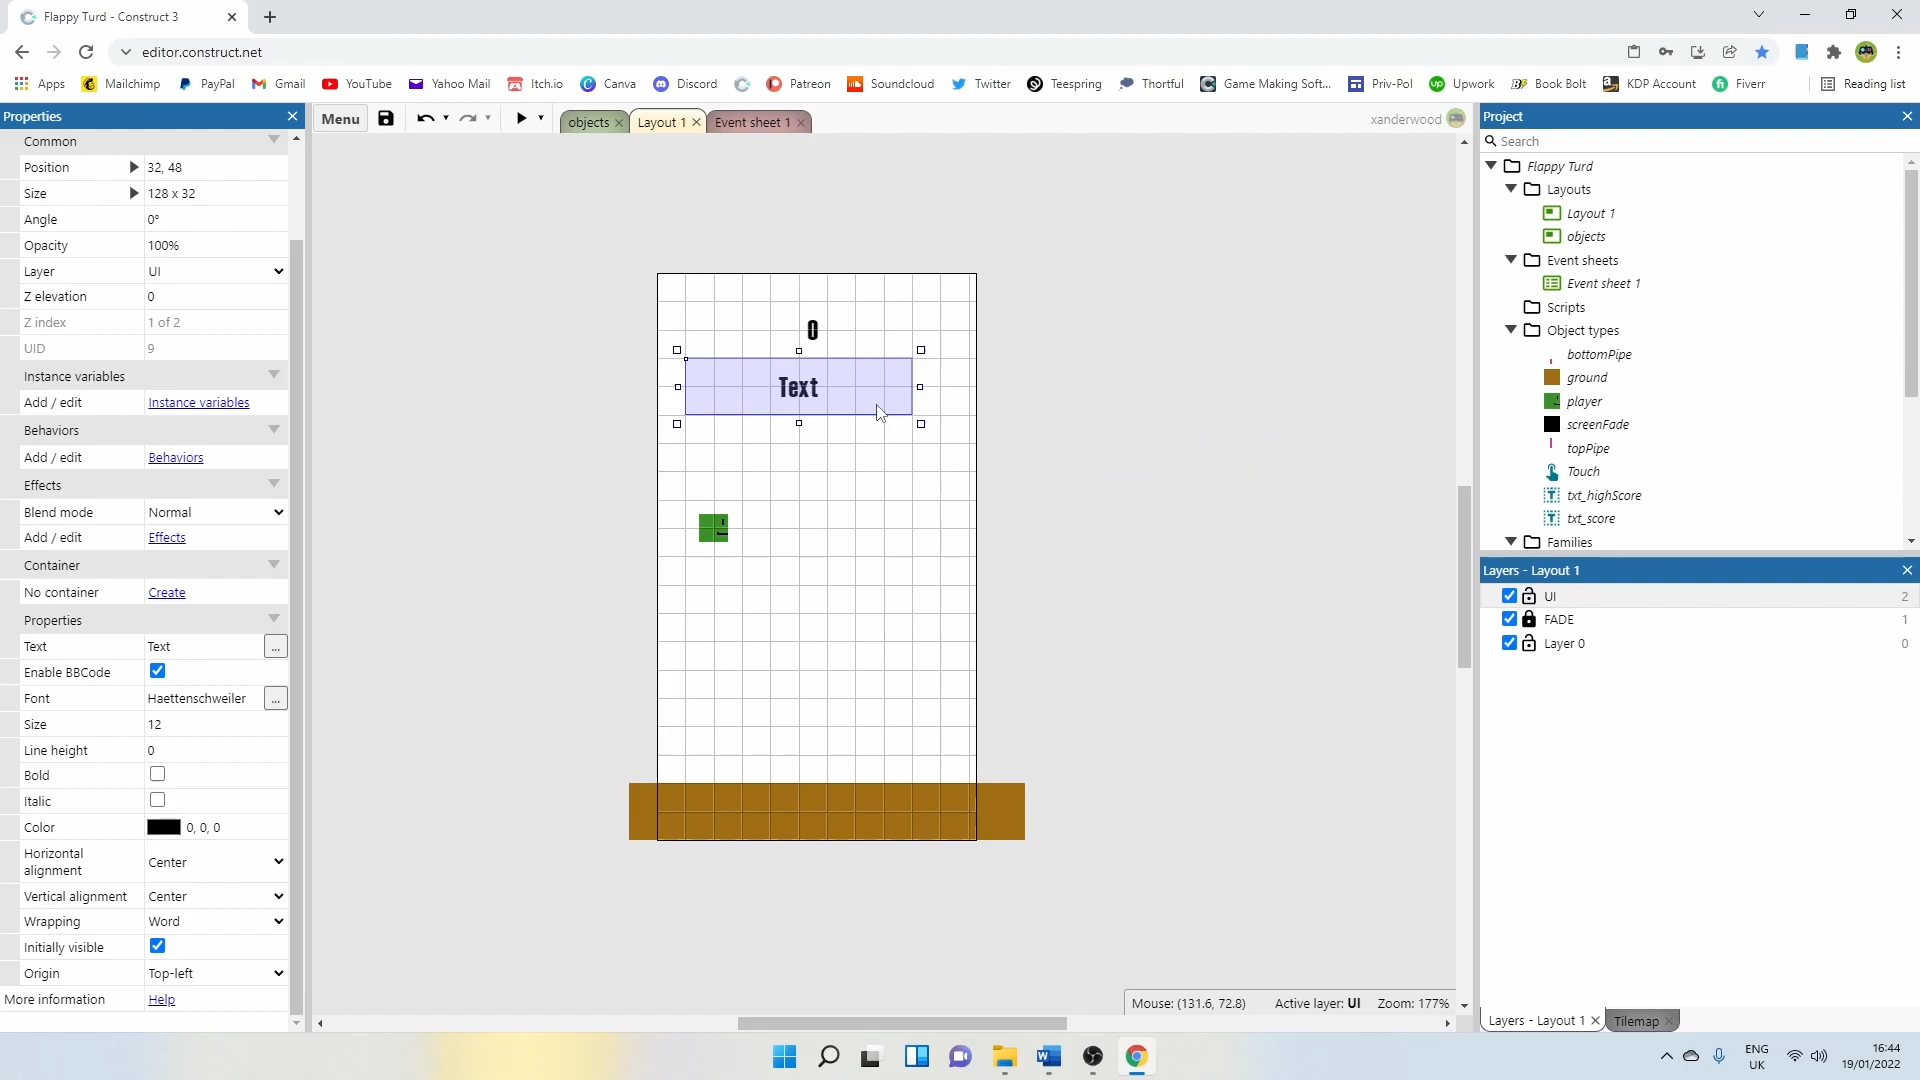 Flappy Turd - Construct 3
editor.construct.net
Apps Mailchimp PayPal Gmail YouTube Yahoo Mail Itch.io Canva Discord Patreon Soundcloud Twitter Teespring Thortful Game Making Soft... Priv-Pol Upwork Book Bolt KDP Account Fiverr Reading list
Properties
Menu
objects
Layout 1
Event sheet 1
xanderwood
Project
Common
Position 32, 48
Size 128 x 32
Angle 0°
Opacity 100%
Layer UI
Z elevation 0
Z index 1 of 2
UID 9
Instance variables
Add / edit Instance variables
Behaviors
Add / edit Behaviors
Effects
Blend mode Normal
Add / edit Effects
Container
No container Create
Properties
Text Text ...
Enable BBCode
Font Haettenschweiler ...
Size 12
Line height 0
Bold
Italic
Color 0, 0, 0
Horizontal
alignment Center
Vertical alignment Center
Wrapping Word
Initially visible
Origin Top-left
More information Help
0
Text
Mouse: (131.6, 72.8) Active layer: UI Zoom: 177%
Search
Flappy Turd
Layouts
Layout 1
objects
Event sheets
Event sheet 1
Scripts
Object types
bottomPipe
ground
player
screenFade
topPipe
Touch
txt_highScore
txt_score
Families
Layers - Layout 1
UI 2
FADE 1
Layer 0 0
Layers - Layout 1
Tilemap
ENG
UK
16:44
19/01/2022